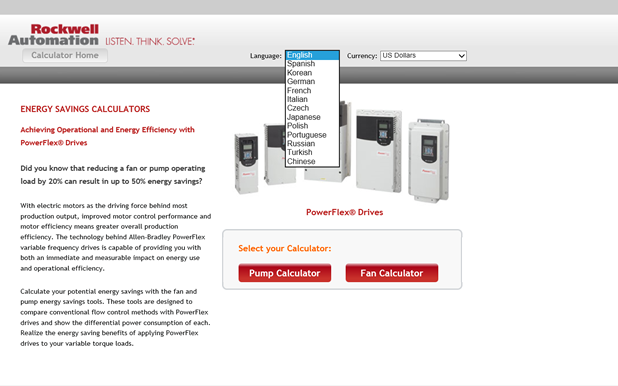 Rockwell
Automation LISTEN. THINK. SOLVE.
Calculator Home
Language: English
Currency: US Dollars
Spanish
Korean
German
French
Italian
Czech
Japanese
Polish
Portuguese
Russian
Turkish
Chinese
ENERGY SAVINGS CALCULATORS
Achieving Operational and Energy Efficiency with
PowerFlex® Drives
Did you know that reducing a fan or pump operating
load by 20% can result in up to 50% energy savings?
With electric motors as the driving force behind most
production output, improved motor control performance and
motor efficiency means greater overall production
efficiency. The technology behind Allen-Bradley PowerFlex
variable frequency drives is capable of providing you with
both an immediate and measurable impact on energy use
and operational efficiency.
Calculate your potential energy savings with the fan and
pump energy savings tools. These tools are designed to
compare conventional flow control methods with PowerFlex
drives and show the differential power consumption of each.
Realize the energy saving benefits of applying PowerFlex
drives to your variable torque loads.
PowerFlex® Drives
Select your Calculator:
Pump Calculator
Fan Calculator